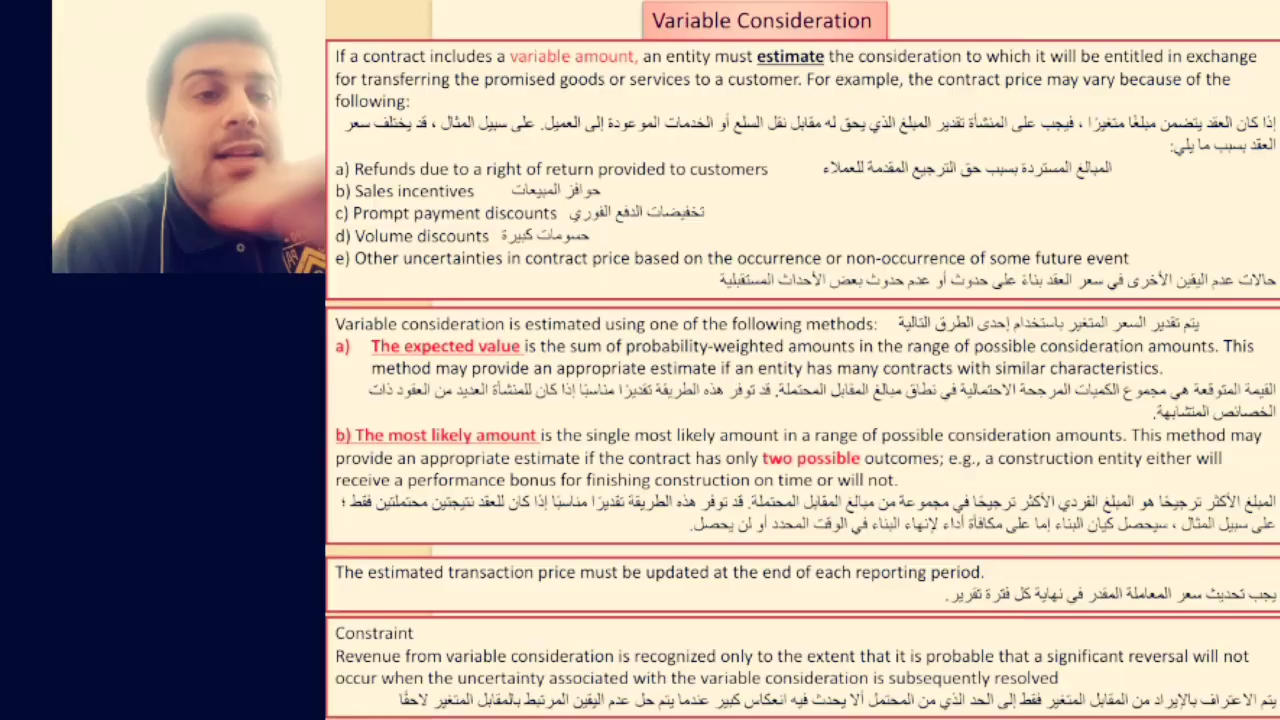 Variable Consideration
If a contract includes a variable amount, an entity must estimate the consideration to which it will be entitled in exchange
for transferring the promised goods or services to a customer. For example, the contract price may vary because of the
following:
إذا كان العقد يتضمن مبلغًا متغيرًا ، فيجب على المنشأة تقدير المبلغ الذي يحق له مقابل نقل السلع أو الخدمات الموعودة إلى العميل. على سبيل المثال ، قد يختلف سعر
العقد بسبب ما يلي:
a) Refunds due to a right of return provided to customers المبالغ المستردة بسبب حق الترجيع المقدمة للعملاء
b) Sales incentives حوافز المبيعات
c) Prompt payment discounts تخفيضات الدفع الفوري
d) Volume discounts حسومات كبيرة
e) Other uncertainties in contract price based on the occurrence or non-occurrence of some future event
حالات عدم اليقين الأخرى في سعر العقد بناءً على حدوث أو عدم حدوث بعض الأحداث المستقبلية
Variable consideration is estimated using one of the following methods: يتم تقدير السعر المتغير باستخدام إحدى الطرق التالية
a) The expected value is the sum of probability-weighted amounts in the range of possible consideration amounts. This
method may provide an appropriate estimate if an entity has many contracts with similar characteristics.
القيمة المتوقعة هي مجموع الكميات المرجحة الاحتمالية في نطاق مبالغ المقابل المحتملة. قد توفر هذه الطريقة تقديرًا مناسبًا إذا كان للمنشأة العديد من العقود ذات
الخصائص المتشابهة.
b) The most likely amount is the single most likely amount in a range of possible consideration amounts. This method may
provide an appropriate estimate if the contract has only two possible outcomes; e.g., a construction entity either will
receive a performance bonus for finishing construction on time or will not.
المبلغ الأكثر ترجيحًا هو المبلغ الفردي الأكثر ترجيحًا في مجموعة من مبالغ المقابل المحتملة. قد توفر هذه الطريقة تقديرًا مناسبًا إذا كان للعقد نتيجتين محتملتين فقط ؛
على سبيل المثال ، سيحصل كيان البناء إما على مكافأة أداء لإنهاء البناء في الوقت المحدد أو لن يحصل.
The estimated transaction price must be updated at the end of each reporting period.
يجب تحديث سعر المعاملة المقدر في نهاية كل فترة تقرير.
Constraint
Revenue from variable consideration is recognized only to the extent that it is probable that a significant reversal will not
occur when the uncertainty associated with the variable consideration is subsequently resolved
يتم الاعتراف بالإيراد من المقابل المتغير فقط إلى الحد الذي من المحتمل ألا يحدث فيه انعكاس كبير عندما يتم حل عدم اليقين المرتبط بالمقابل المتغير لاحقًا